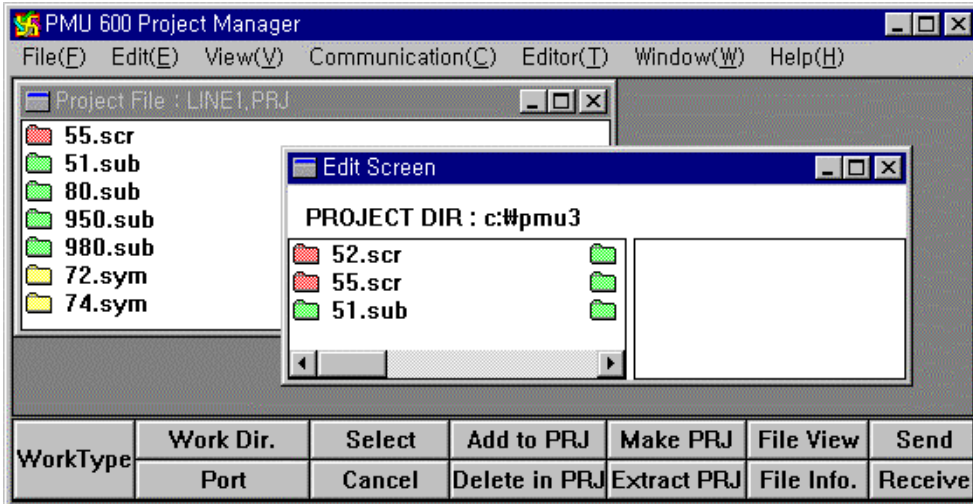 PMU 600 Project Manager
File(F) Edit(E) View(V) Communication(C) Editor(T) Window(W) Help(H)
Project File : LINE1,PRJ
55.scr
51.sub
80.sub
950.sub
980.sub
72.sym
74.sym
Edit Screen
PROJECT DIR : c:₩pmu3
52.scr
55.scr
51.sub
WorkType
Work Dir. Select Add to PRJ Make PRJ File View Send
Port Cancel Delete in PRJ Extract PRJ File Info. Receive